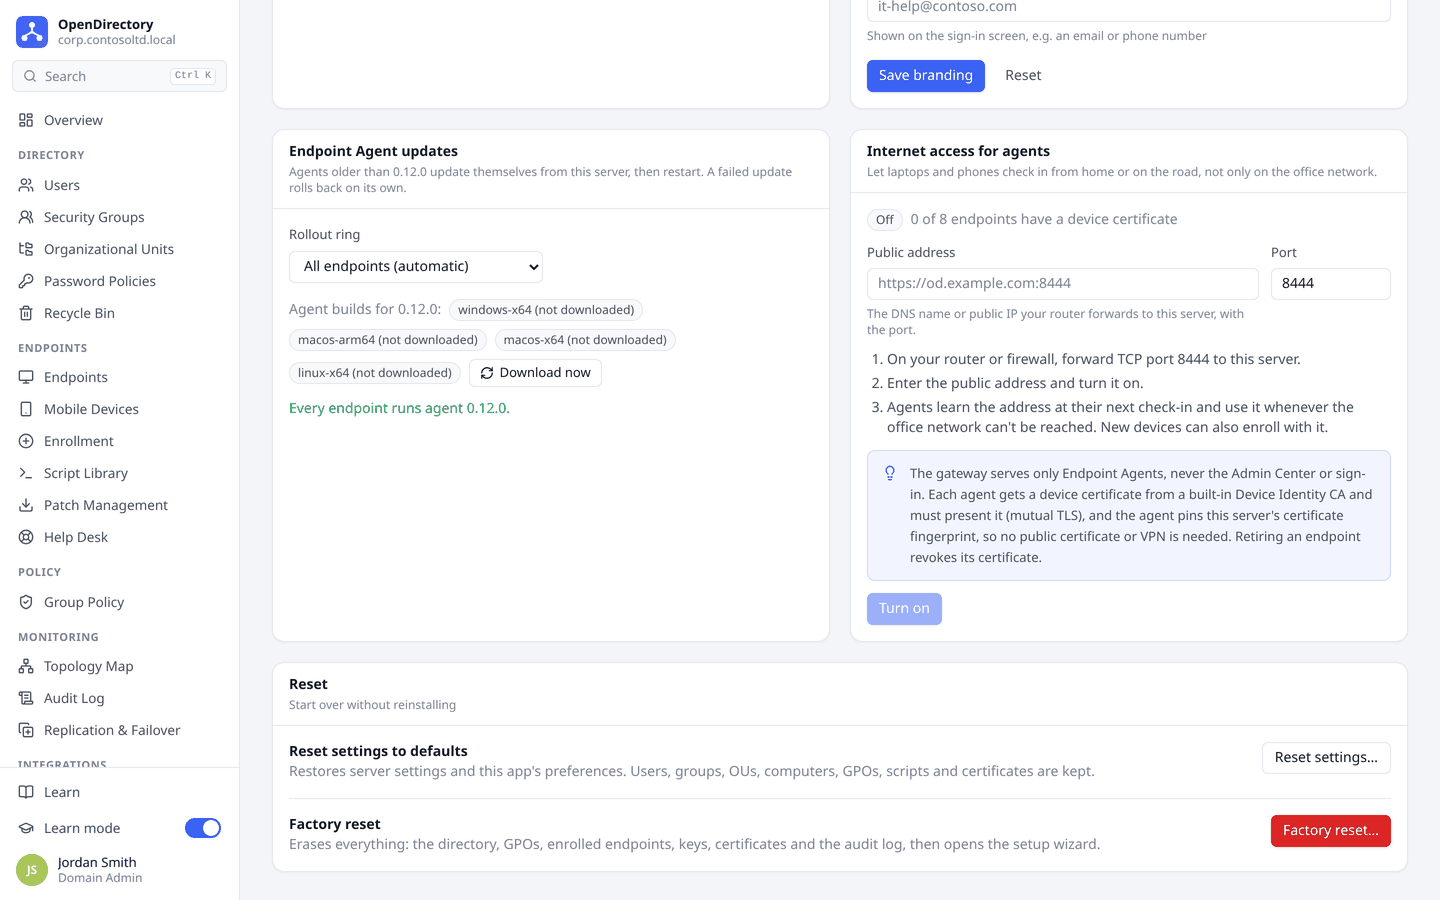 OpenDirectory
corp.contosoltd.local
Search
Ctrl K
Overview
DIRECTORY
Users
Security Groups
Organizational Units
Password Policies
Recycle Bin
ENDPOINTS
Endpoints
Mobile Devices
Enrollment
Script Library
Patch Management
Help Desk
POLICY
Group Policy
MONITORING
Topology Map
Audit Log
Replication & Failover
INTEGRATIONS
Learn
Learn mode
JS
Jordan Smith
Domain Admin
it-help@contoso.com
Shown on the sign-in screen, e.g. an email or phone number
Save branding
Reset
Endpoint Agent updates
Agents older than 0.12.0 update themselves from this server, then restart. A failed update
rolls back on its own.
Rollout ring
All endpoints (automatic)
Agent builds for 0.12.0:
windows-x64 (not downloaded)
macos-arm64 (not downloaded)
macos-x64 (not downloaded)
linux-x64 (not downloaded)
Download now
Every endpoint runs agent 0.12.0.
Internet access for agents
Let laptops and phones check in from home or on the road, not only on the office network.
Off
0 of 8 endpoints have a device certificate
Public address
Port
https://od.example.com:8444
8444
The DNS name or public IP your router forwards to this server, with
the port.
1. On your router or firewall, forward TCP port 8444 to this server.
2. Enter the public address and turn it on.
3. Agents learn the address at their next check-in and use it whenever the
office network can't be reached. New devices can also enroll with it.
The gateway serves only Endpoint Agents, never the Admin Center or sign-
in. Each agent gets a device certificate from a built-in Device Identity CA and
must present it (mutual TLS), and the agent pins this server's certificate
fingerprint, so no public certificate or VPN is needed. Retiring an endpoint
revokes its certificate.
Turn on
Reset
Start over without reinstalling
Reset settings to defaults
Restores server settings and this app's preferences. Users, groups, OUs, computers, GPOs, scripts and certificates are kept.
Reset settings...
Factory reset
Erases everything: the directory, GPOs, enrolled endpoints, keys, certificates and the audit log, then opens the setup wizard.
Factory reset...